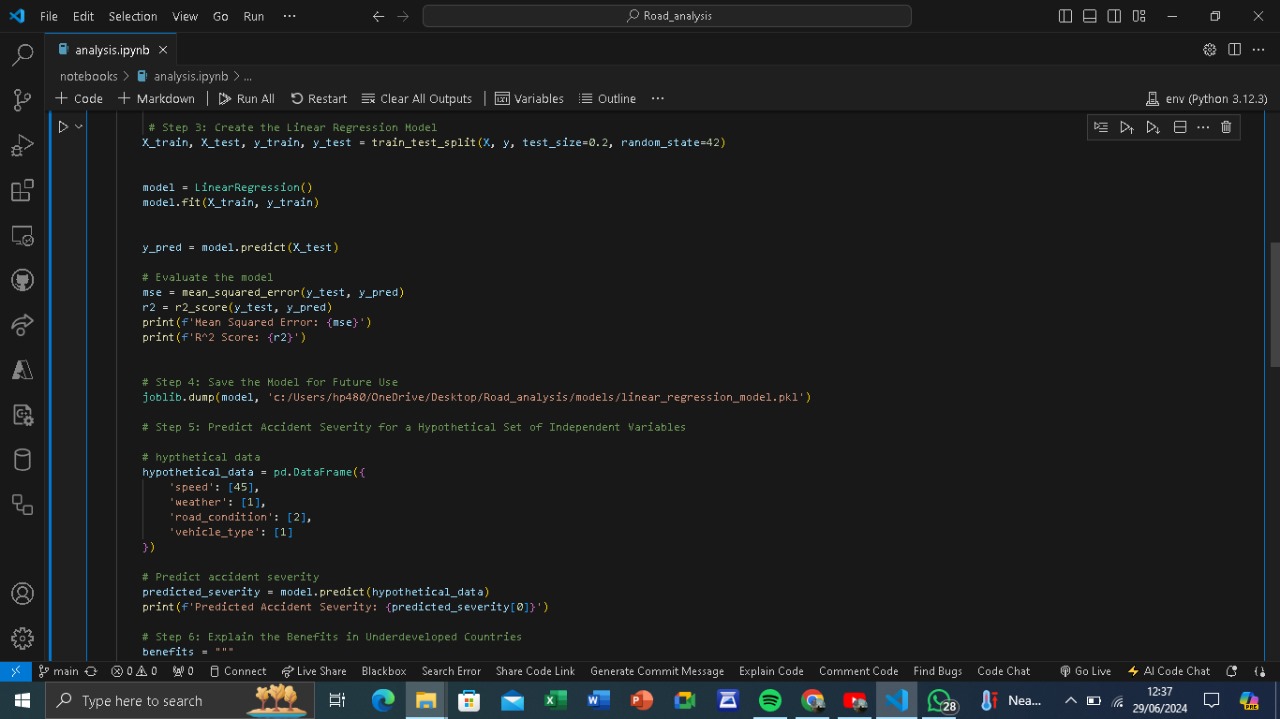 File Edit Selection View Go Run ··· Road_analysis
analysis.ipynb
notebooks > analysis.ipynb > ...
+ Code + Markdown | Run All Restart Clear All Outputs | Variables Outline ··· env (Python 3.12.3)
# Step 3: Create the Linear Regression Model
X_train, X_test, y_train, y_test = train_test_split(X, y, test_size=0.2, random_state=42)
model = LinearRegression()
model.fit(X_train, y_train)
y_pred = model.predict(X_test)
# Evaluate the model
mse = mean_squared_error(y_test, y_pred)
r2 = r2_score(y_test, y_pred)
print(f'Mean Squared Error: {mse}')
print(f'R^2 Score: {r2}')
# Step 4: Save the Model for Future Use
joblib.dump(model, 'c:/Users/hp480/OneDrive/Desktop/Road_analysis/models/linear_regression_model.pkl')
# Step 5: Predict Accident Severity for a Hypothetical Set of Independent Variables
# hypthetical data
hypothetical_data = pd.DataFrame({
'speed': [45],
'weather': [1],
'road_condition': [2],
'vehicle_type': [1]
})
# Predict accident severity
predicted_severity = model.predict(hypothetical_data)
print(f'Predicted Accident Severity: {predicted_severity[0]}')
# Step 6: Explain the Benefits in Underdeveloped Countries
benefits = """
main 0 0 0 Connect Live Share Blackbox Search Error Share Code Link Generate Commit Message Explain Code Comment Code Find Bugs Code Chat Go Live AI Code Chat
Type here to search 28 Nea... 12:37
29/06/2024
PRE